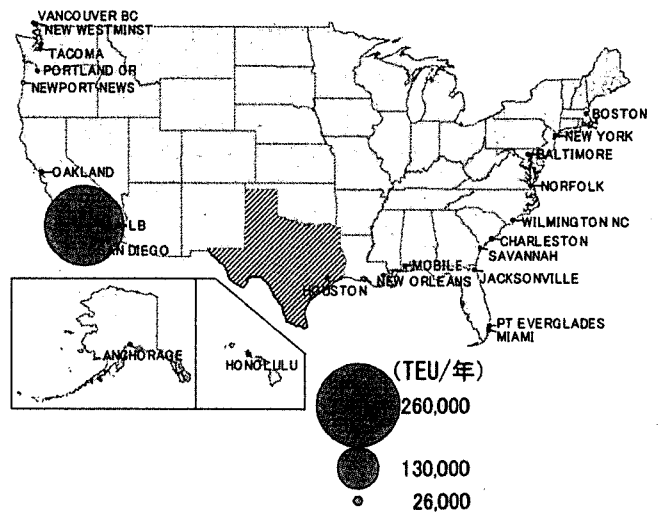 VANCOUVER BC
NEW WESTMINST
TACOMA
PORTLAND OR
NEWPORT NEWS
BOSTON
NEW YORK
BALTIMORE
OAKLAND
NORFOLK
LB
WILMINGTON NC
AN DIEGO
CHARLESTON
SAVANNAH
MOBILE
JACKSONVILLE
HOUSTON
NEW ORLEANS
PT EVERGLADES
MIAMI
ANCHORAGE
HONOLULU
(TEU/年)
260,000
130,000
26,000